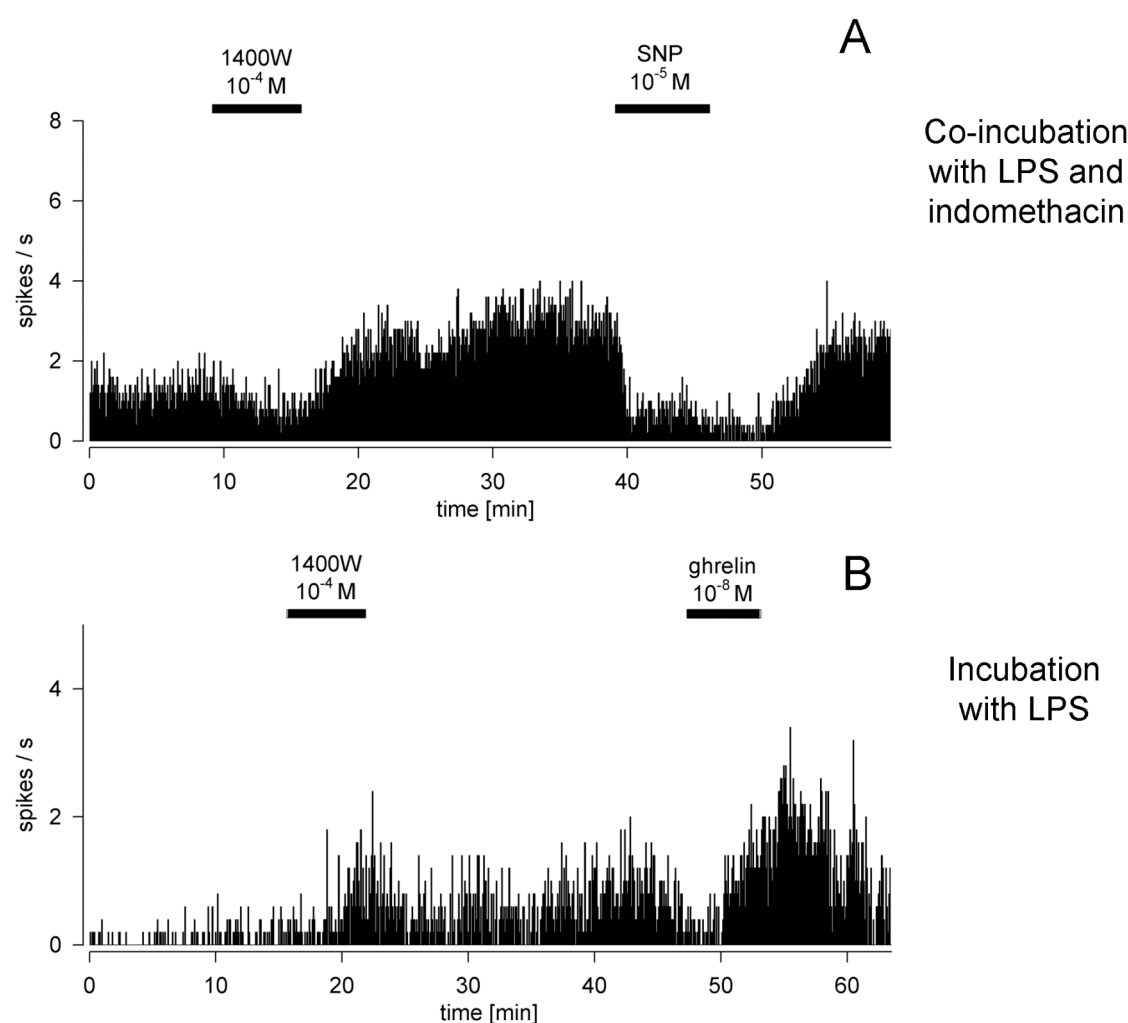 A
1400W
10⁻⁴ M
SNP
10⁻⁵ M
8
6
4
2
0
spikes / s
0 10 20 30 40 50
time [min]
Co-incubation
with LPS and
indomethacin
B
1400W
10⁻⁴ M
ghrelin
10⁻⁸ M
4
2
0
spikes / s
0 10 20 30 40 50 60
time [min]
Incubation
with LPS